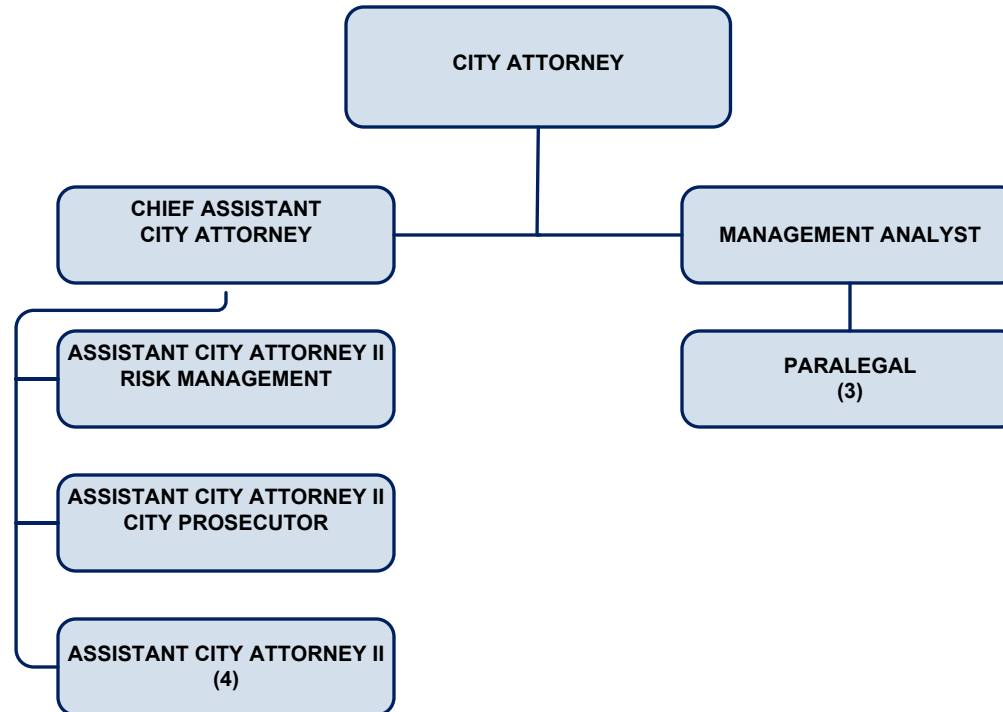 CITY ATTORNEY
CHIEF ASSISTANT
CITY ATTORNEY
MANAGEMENT ANALYST
ASSISTANT CITY ATTORNEY II
RISK MANAGEMENT
PARALEGAL
(3)
ASSISTANT CITY ATTORNEY II
CITY PROSECUTOR
ASSISTANT CITY ATTORNEY II
(4)